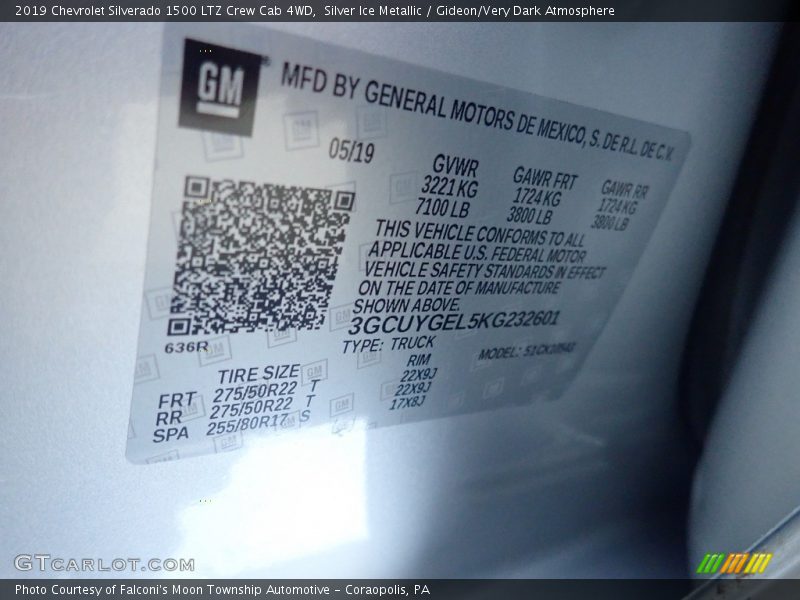 2019 Chevrolet Silverado 1500 LTZ Crew Cab 4WD, Silver Ice Metallic / Gideon/Very Dark Atmosphere
GM
MFD BY GENERAL MOTORS DE MEXICO, S. DE R.L. DE C.V.
05/19
GVWR GAWR FRT GAWR RR
3221 KG 1724 KG 1724 KG
7100 LB 3800 LB 3800 LB
THIS VEHICLE CONFORMS TO ALL
APPLICABLE U.S. FEDERAL MOTOR
VEHICLE SAFETY STANDARDS IN EFFECT
ON THE DATE OF MANUFACTURE
SHOWN ABOVE.
3GCUYGEL5KG232601
636R
TYPE: TRUCK MODEL:
TIRE SIZE RIM
FRT 275/50R22 T 22X9J
RR 275/50R22 T 22X9J
SPA 255/80R17 S 17X8J
GTCARLOT.COM
Photo Courtesy of Falconi's Moon Township Automotive – Coraopolis, PA